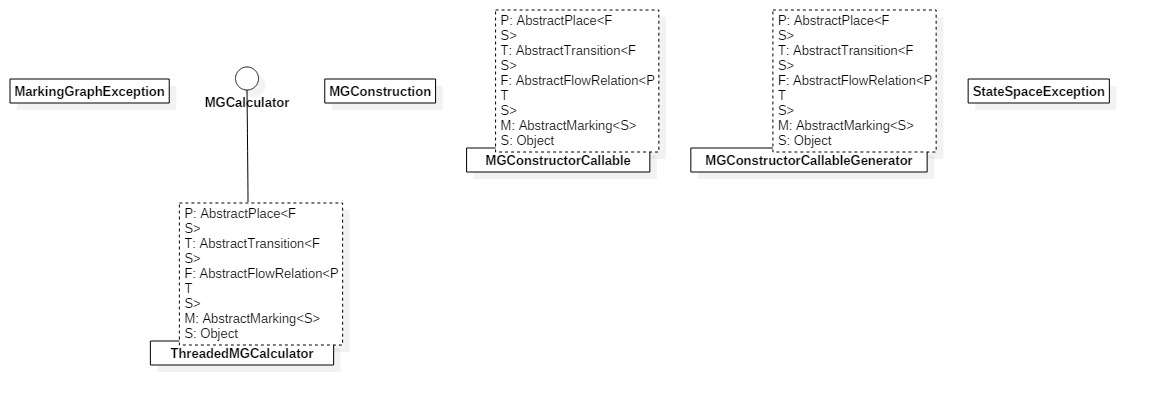 MarkingGraphException
MGCalculator
MGConstruction
P: AbstractPlace<F
S>
T: AbstractTransition<F
S>
F: AbstractFlowRelation<P
T
S>
M: AbstractMarking<S>
S: Object
MGConstructorCallable
P: AbstractPlace<F
S>
T: AbstractTransition<F
S>
F: AbstractFlowRelation<P
T
S>
M: AbstractMarking<S>
S: Object
MGConstructorCallableGenerator
StateSpaceException
P: AbstractPlace<F
S>
T: AbstractTransition<F
S>
F: AbstractFlowRelation<P
T
S>
M: AbstractMarking<S>
S: Object
ThreadedMGCalculator